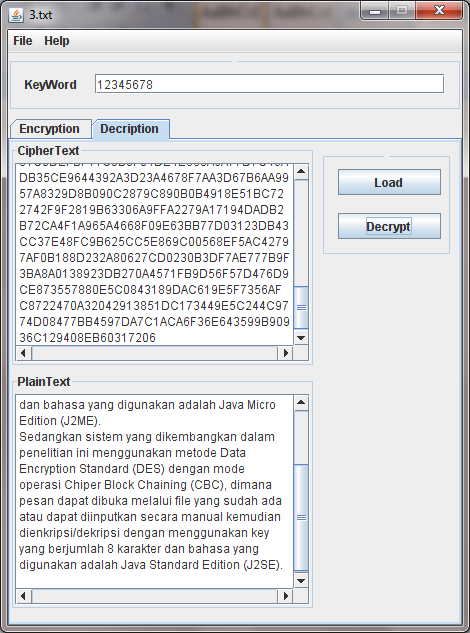 3.txt
File Help
KeyWord 12345678
Encryption Decription
CipherText
DB35CE9644392A3D23A4678F7AA3D67B6AA99
57A8329D8B090C2879C890B0B4918E51BC72
2742F9F2819B63306A9FFA2279A17194DADB2
B72CA4F1A965A4668F09E63BB77D03123DB43
CC37E48FC9B625CC5E869C00568EF5AC4279
7AF0B188D232A80627CD0230B3DF7AE777B9F
3BA8A0138923DB270A4571FB9D56F57D476D9
CE873557880E5C0843189DAC619E5F7356AF
C8722470A32042913851DC173449E5C244C97
74D08477BB4597DA7C1ACA6F36E643599B909
36C129408EB60317206
Load
Decrypt
PlainText
dan bahasa yang digunakan adalah Java Micro
Edition (J2ME).
Sedangkan sistem yang dikembangkan dalam
penelitian ini menggunakan metode Data
Encryption Standard (DES) dengan mode
operasi Chiper Block Chaining (CBC), dimana
pesan dapat dibuka melalui file yang sudah ada
atau dapat diinputkan secara manual kemudian
dienkripsi/dekripsi dengan menggunakan key
yang berjumlah 8 karakter dan bahasa yang
digunakan adalah Java Standard Edition (J2SE).